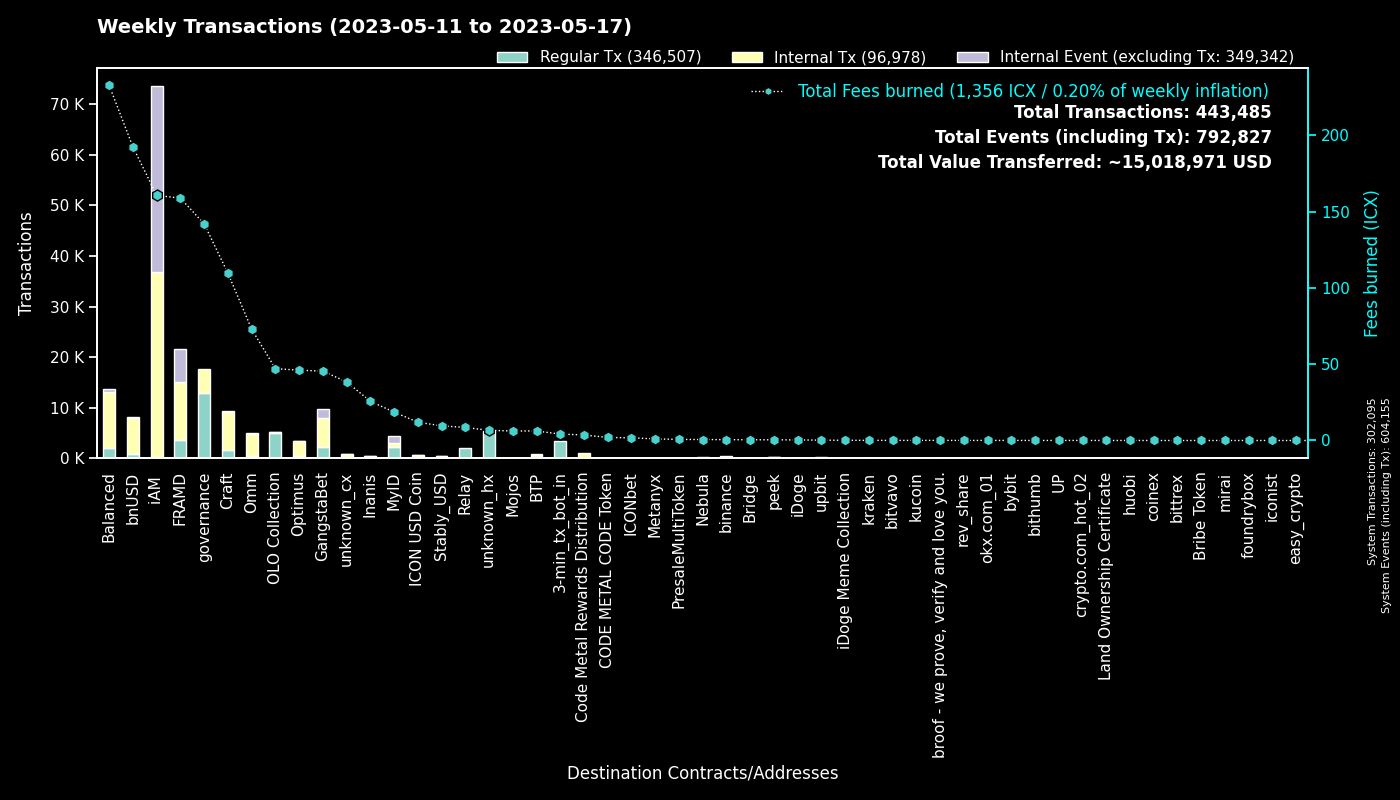 Weekly Transactions (2023-05-11 to 2023-05-17)
Regular Tx (346,507)
Internal Tx (96,978)
Internal Event (excluding Tx: 349,342)
Total Fees burned (1,356 ICX / 0.20% of weekly inflation)
Total Transactions: 443,485
Total Events (including Tx): 792,827
Total Value Transferred: ~15,018,971 USD
Transactions
70 K
60 K
50 K
40 K
30 K
20 K
10 K
0 K
200
150
100
50
0
Fees burned (ICX)
System Transactions: 302,095
System Events (including Tx): 604,155
Balanced
bnUSD
iAM
FRAMD
governance
Craft
Omm
OLO Collection
Optimus
GangstaBet
unknown_cx
Inanis
MyID
ICON USD Coin
Stably_USD
Relay
unknown_hx
Mojos
BTP
3-min_tx_bot_in
Code Metal Rewards Distribution
CODE METAL CODE Token
ICONbet
Metanyx
PresaleMultiToken
Nebula
binance
Bridge
peek
iDoge
upbit
iDoge Meme Collection
kraken
bitvavo
kucoin
broof - we prove, verify and love you.
rev_share
okx.com_01
bybit
bithumb
UP
crypto.com_hot_02
Land Ownership Certificate
huobi
coinex
bittrex
Bribe Token
mirai
foundrybox
iconist
easy_crypto
Destination Contracts/Addresses